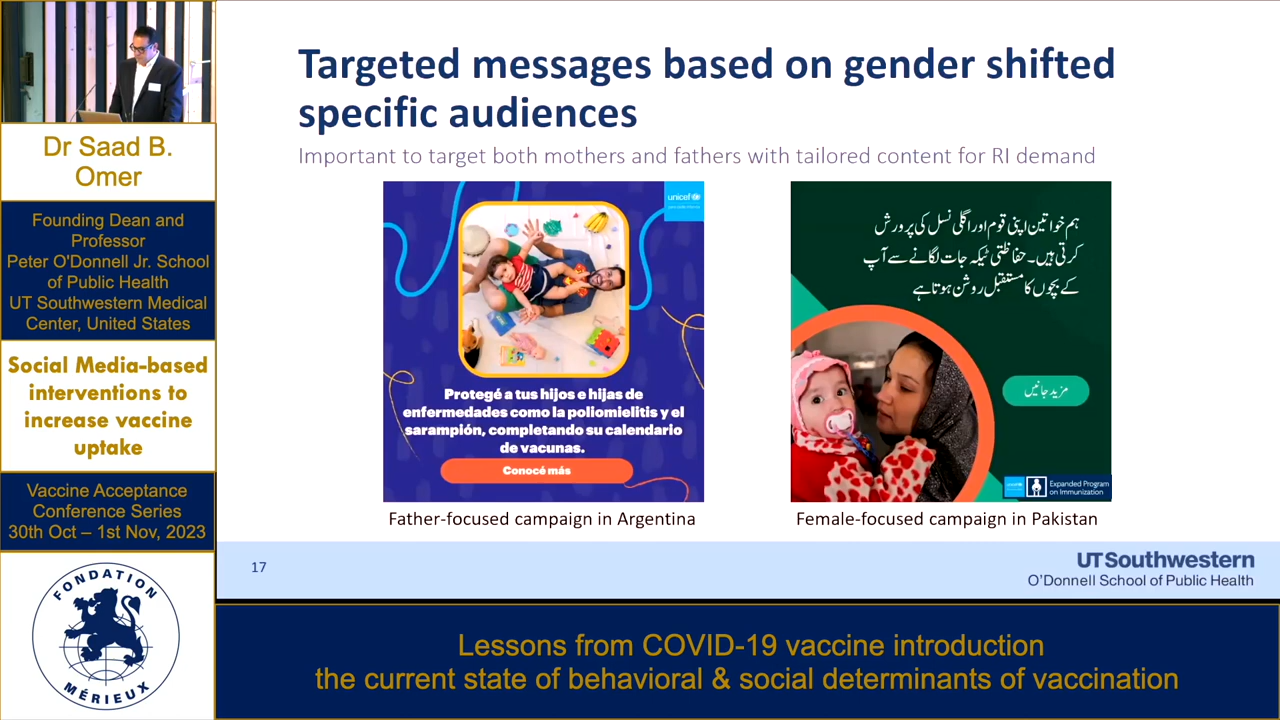 Dr Saad B.
Omer
Founding Dean and
Professor
Peter O'Donnell Jr. School
of Public Health
UT Southwestern Medical
Center, United States
Social Media-based
interventions to
increase vaccine
uptake
Vaccine Acceptance
Conference Series
30th Oct – 1st Nov, 2023
FONDATION
MÉRIEUX
Targeted messages based on gender shifted
specific audiences
Important to target both mothers and fathers with tailored content for RI demand
unicef
Protegé a tus hijos e hijas de
enfermedades como la poliomielitis y el
sarampión, completando su calendario
de vacunas.
Conocé más
Father-focused campaign in Argentina
ہم خواتین اپنی قوم اور اگلی نسل کی پرورش
کرتی ہیں۔ حفاظتی ٹیکہ جات لگانے سے آپ
کے بچوں کا مستقبل روشن ہوتا ہے
مزید جانیں
unicef
Expanded Program
on Immunization
Female-focused campaign in Pakistan
17
UTSouthwestern
O'Donnell School of Public Health
Lessons from COVID-19 vaccine introduction
the current state of behavioral & social determinants of vaccination